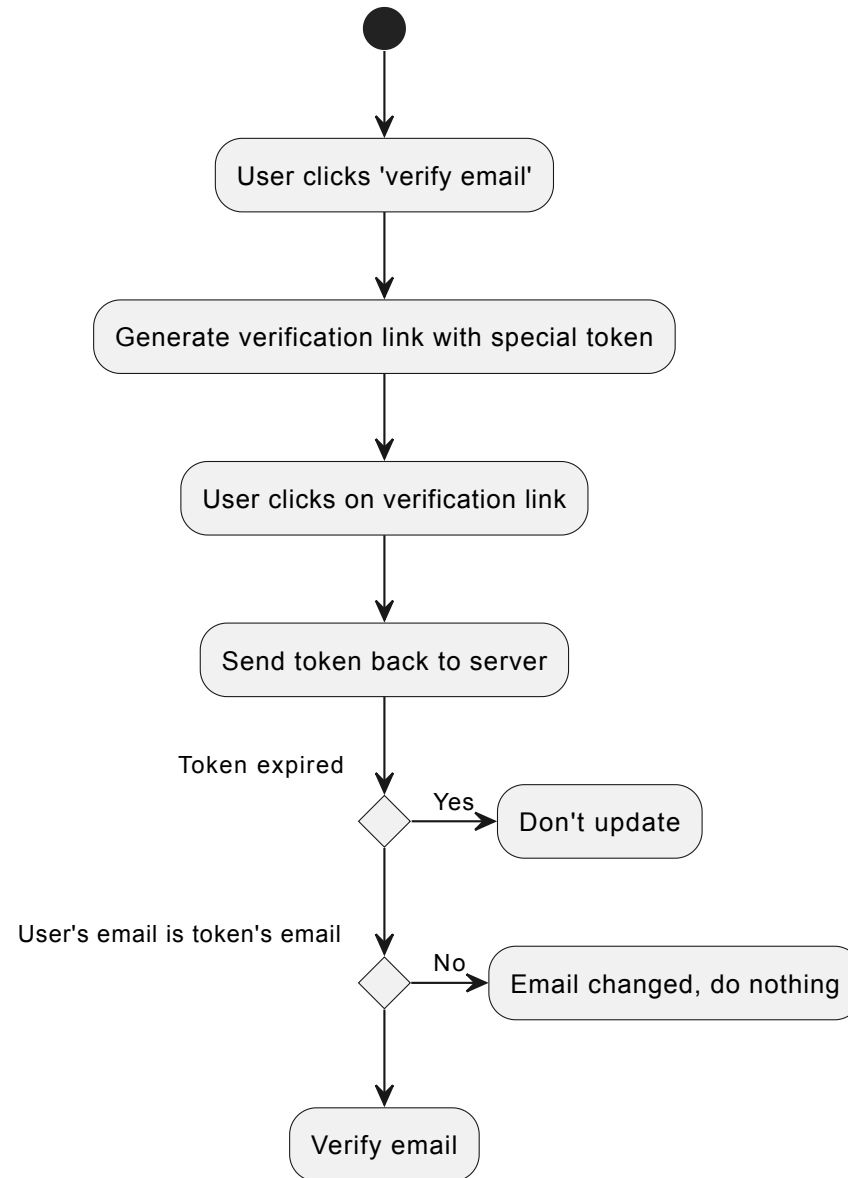 User clicks 'verify email'
Generate verification link with special token
User clicks on verification link
Send token back to server
Token expired
Yes
Don't update
User's email is token's email
No
Email changed, do nothing
Verify email